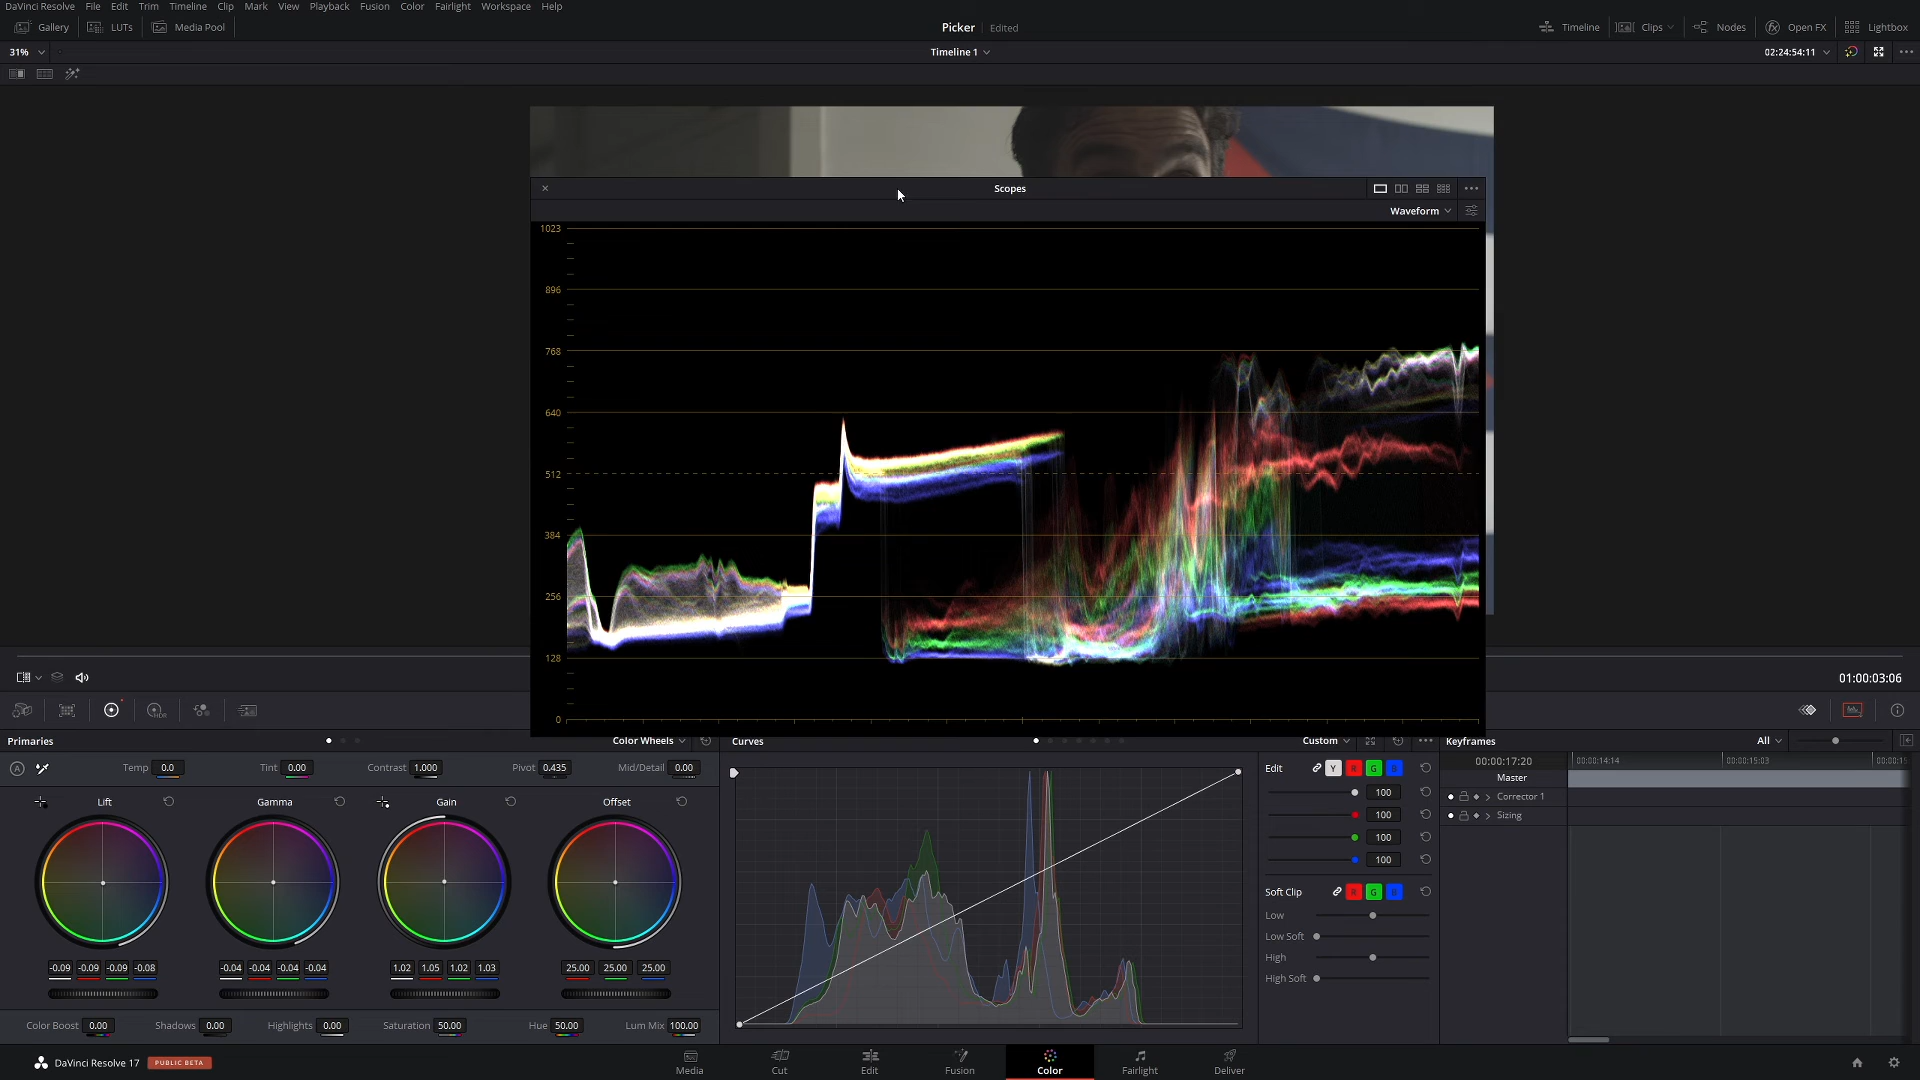 DaVinci Resolve File Edit Trim Timeline Clip Mark View Playback Fusion Color Fairlight Workspace Help
Gallery LUTs Media Pool Picker Edited Timeline Clips Nodes Open FX Lightbox
31% Timeline 1 02:24:54:11
Scopes
Waveform
1023
896
768
640
512
384
256
128
0
01:00:03:06
Primaries Color Wheels Curves Custom Keyframes All
A Temp 0.0 Tint 0.00 Contrast 1.000 Pivot 0.435 Mid/Detail 0.00
Lift Gamma Gain Offset
-0.09 -0.09 -0.09 -0.08 -0.04 -0.04 -0.04 -0.04 1.02 1.05 1.02 1.03 25.00 25.00 25.00
Color Boost 0.00 Shadows 0.00 Highlights 0.00 Saturation 50.00 Hue 50.00 Lum Mix 100.00
Edit Y R G B
100
100
100
100
Soft Clip R G B
Low
Low Soft
High
High Soft
00:00:17:20 00:00:14:14 00:00:15:03 00:00:15
Master
Corrector 1
Sizing
DaVinci Resolve 17 PUBLIC BETA Media Cut Edit Fusion Color Fairlight Deliver